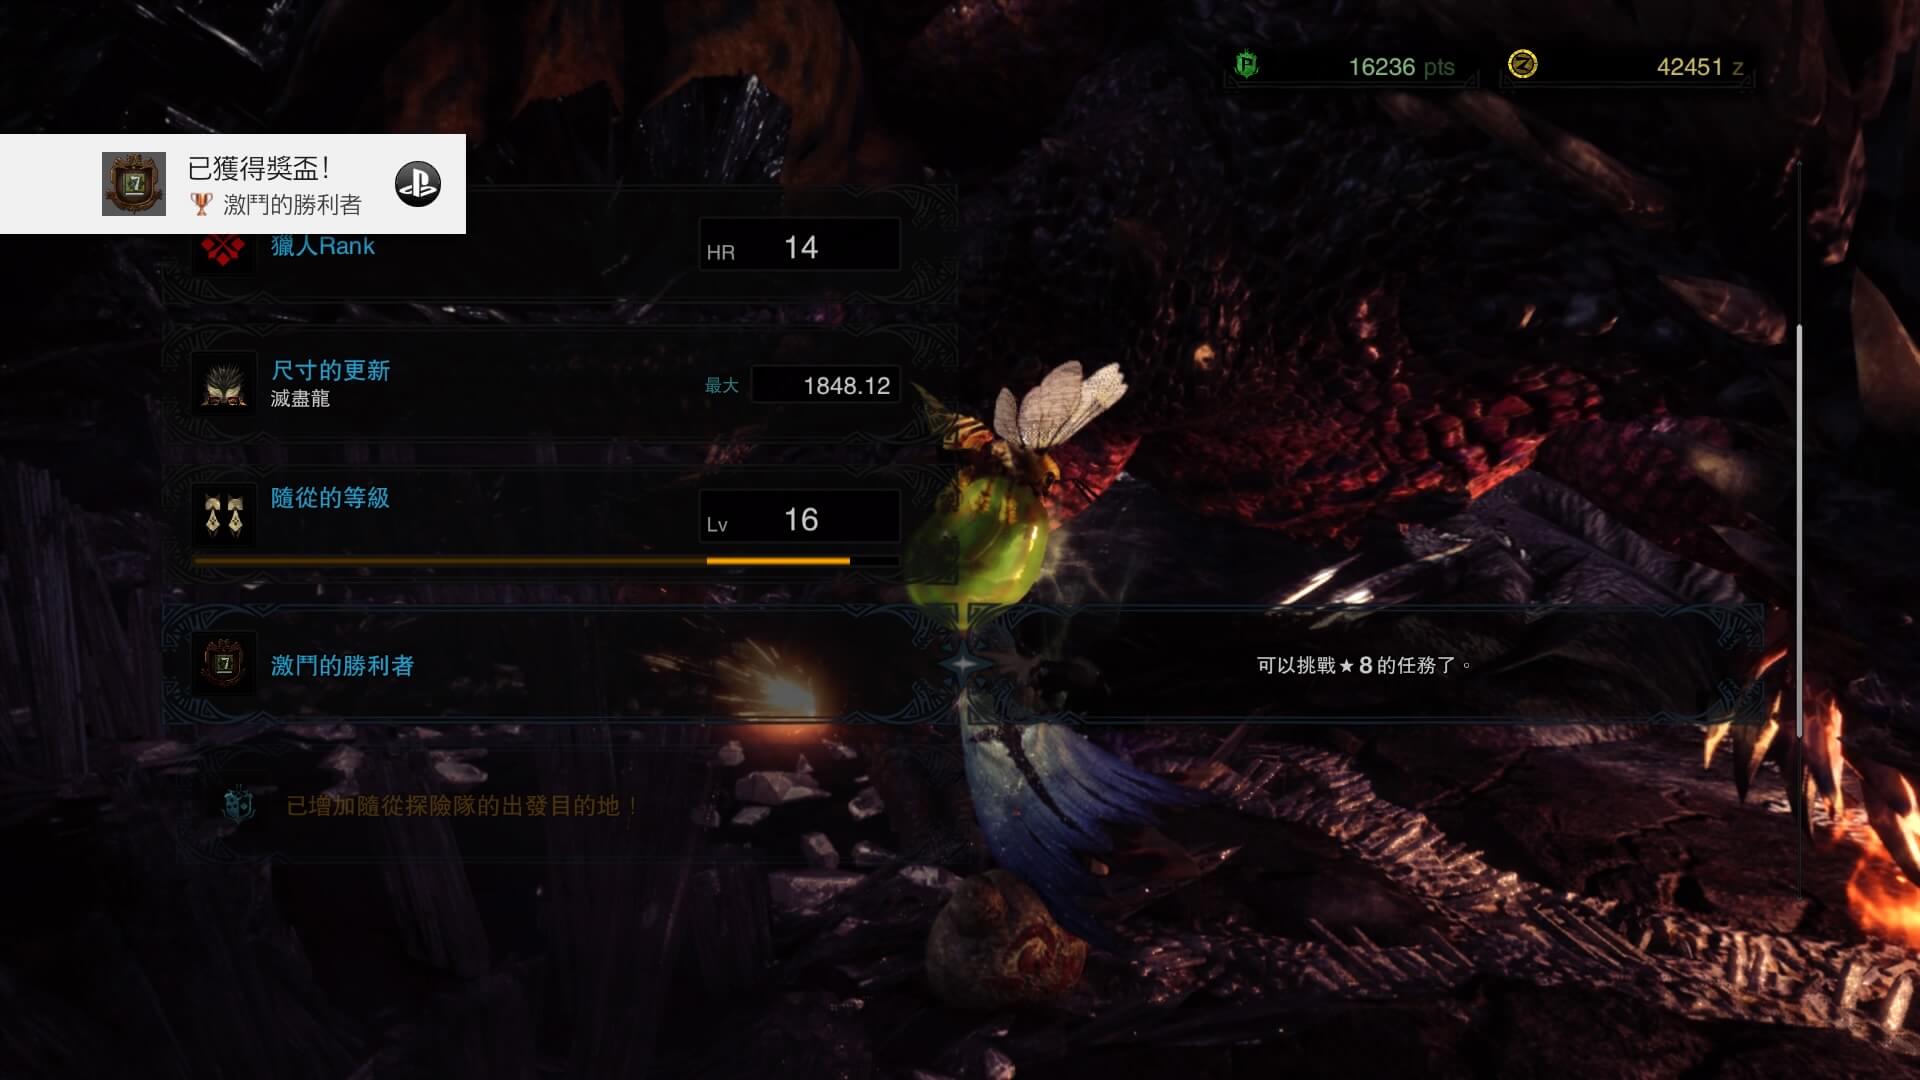 16236 pts
42451 z
已獲得獎盃！
7
激鬥的勝利者
獵人Rank
HR 14
尺寸的更新
滅盡龍
最大 1848.12
隨從的等級
Lv 16
7
激鬥的勝利者
可以挑戰★8的任務了。
已增加隨從探險隊的出發目的地！